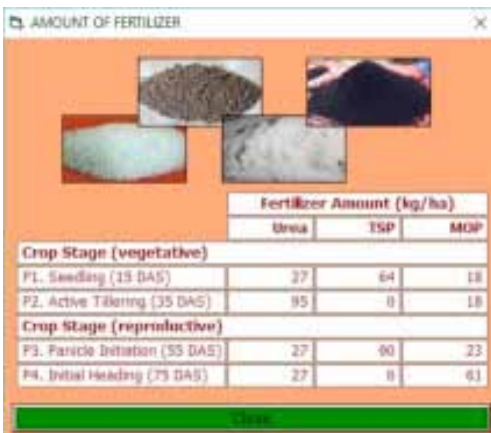 AMOUNT OF FERTILIZER
Fertilizer Amount (kg/ha)
Urea TSP MOP
Crop Stage (vegetative)
P1. Seedling (15 DAS) 27 64 18
P2. Active Tillering (35 DAS) 95 0 18
Crop Stage (reproductive)
P3. Panicle Initiation (55 DAS) 27 60 23
P4. Initial Heading (75 DAS) 27 0 61
Close